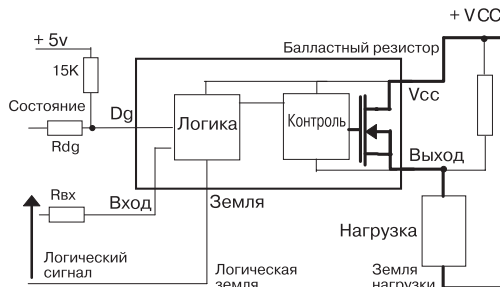 + VCC
+ 5v
Балластный резистор
15K
Vcc
Состояние
Dg
Логика
Контроль
Rdg
Выход
Rвх
Вход
Земля
Нагрузка
Логический
сигнал
Логическая
земля
Земля
нагрузки